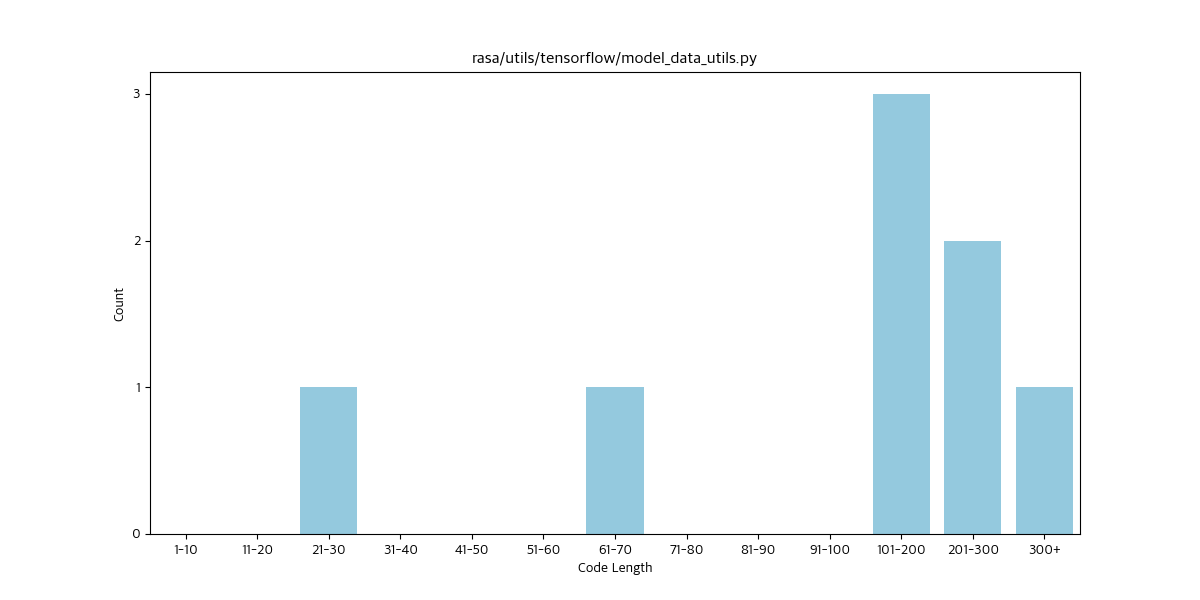 rasa/utils/tensorflow/model_data_utils.py
Count
3
2
1
0
1-10 11-20 21-30 31-40 41-50 51-60 61-70 71-80 81-90 91-100 101-200 201-300 300+
Code Length